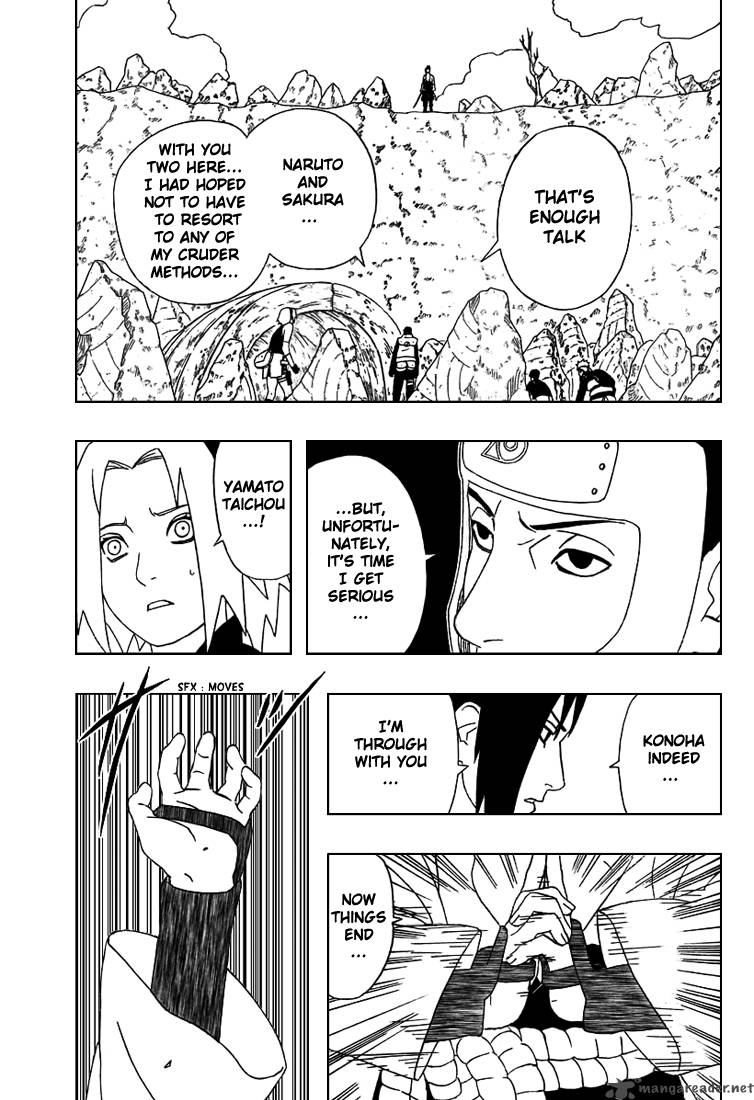 THAT'S
ENOUGH
TALK
NARUTO
AND
SAKURA
...
WITH YOU
TWO HERE...
I HAD HOPED
NOT TO HAVE
TO RESORT
TO ANY OF
MY CRUDER
METHODS...
...BUT,
UNFORTU-
NATELY,
IT'S TIME
I GET
SERIOUS
...
YAMATO
TAICHOU
...!
KONOHA
INDEED
...
I'M
THROUGH
WITH YOU
...
SFX : MOVES
NOW
THINGS
END
...
mangareader.net